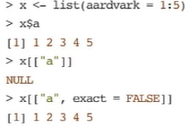 > x <- list(aardvark = 1:5)
> x$a
[1] 1 2 3 4 5
> x[["a"]]
NULL
> x[["a", exact = FALSE]]
[1] 1 2 3 4 5